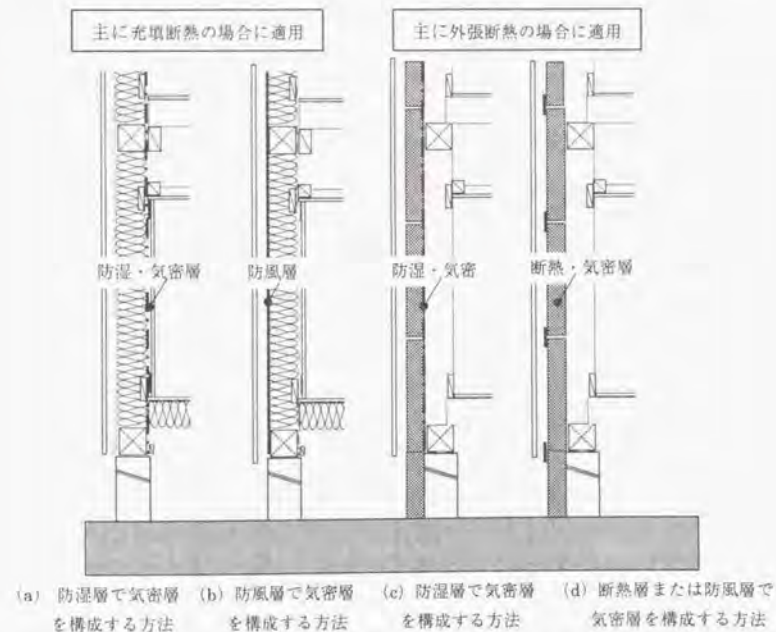 主に充填断熱の場合に適用
主に外張断熱の場合に適用
防湿・気密層
防風層
防湿・気密
断熱・気密層
(a) 防湿層で気密層
を構成する方法
(b) 防風層で気密層
を構成する方法
(c) 防湿層で気密層
を構成する方法
(d) 断熱層または防風層で
気密層を構成する方法